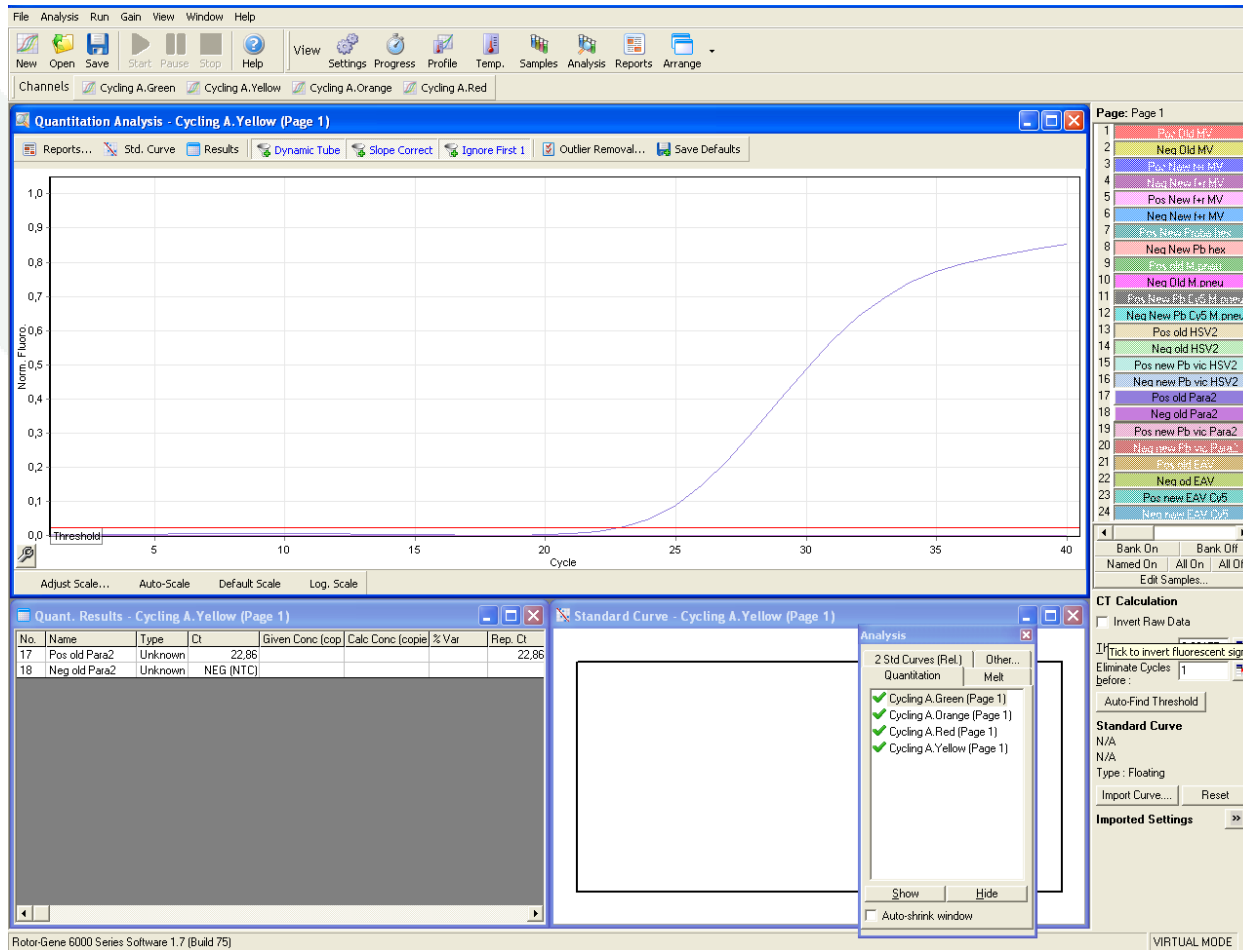 File Analysis Run Gain View Window Help
New Open Save Start Pause Stop Help View Settings Progress Profile Temp. Samples Analysis Reports Arrange
Channels Cycling A.Green Cycling A.Yellow Cycling A.Orange Cycling A.Red
Quantitation Analysis - Cycling A.Yellow (Page 1)
Reports... Std. Curve Results Dynamic Tube Slope Correct Ignore First 1 Outlier Removal... Save Defaults
1,0
0,9
0,8
0,7
0,6
0,5
0,4
0,3
0,2
0,1
0,0
Norm. Fluoro.
Threshold
5 10 15 20 25 30 35 40
Cycle
Adjust Scale... Auto-Scale Default Scale Log. Scale
Quant. Results - Cycling A.Yellow (Page 1)
No. Name Type Ct Given Conc (cop Calc Conc (copie % Var Rep. Ct
17 Pos old Para2 Unknown 22,86 22,86
18 Neg old Para2 Unknown NEG (NTC)
Standard Curve - Cycling A.Yellow (Page 1)
Analysis
2 Std Curves (Rel.) Other...
Quantitation Melt
Cycling A.Green (Page 1)
Cycling A.Orange (Page 1)
Cycling A.Red (Page 1)
Cycling A.Yellow (Page 1)
Show Hide
Auto-shrink window
Page: Page 1
1 Pos Old MV
2 Neg Old MV
3 Pos New f+r MV
4 Neg New f+r MV
5 Pos New f+r MV
6 Neg New f+r MV
7 Pos New Probe hex
8 Neg New Pb hex
9 Pos old M.pneu
10 Neg Old M.pneu
11 Pos New Pb Cy5 M.pneu
12 Neg New Pb Cy5 M.pneu
13 Pos old HSV2
14 Neg old HSV2
15 Pos new Pb vic HSV2
16 Neg new Pb vic HSV2
17 Pos old Para2
18 Neg old Para2
19 Pos new Pb vic Para2
20 Neg new Pb vic Para2
21 Pos old EAV
22 Neg od EAV
23 Pos new EAV Cy5
24 Neg new EAV Cy5
Bank On Bank Off
Named On All On All Of
Edit Samples...
CT Calculation
Invert Raw Data
Tick to invert fluorescent sign
Eliminate Cycles before : 1
Auto-Find Threshold
Standard Curve
N/A
N/A
Type : Floating
Import Curve.... Reset
Imported Settings
Rotor-Gene 6000 Series Software 1.7 (Build 75)
VIRTUAL MODE